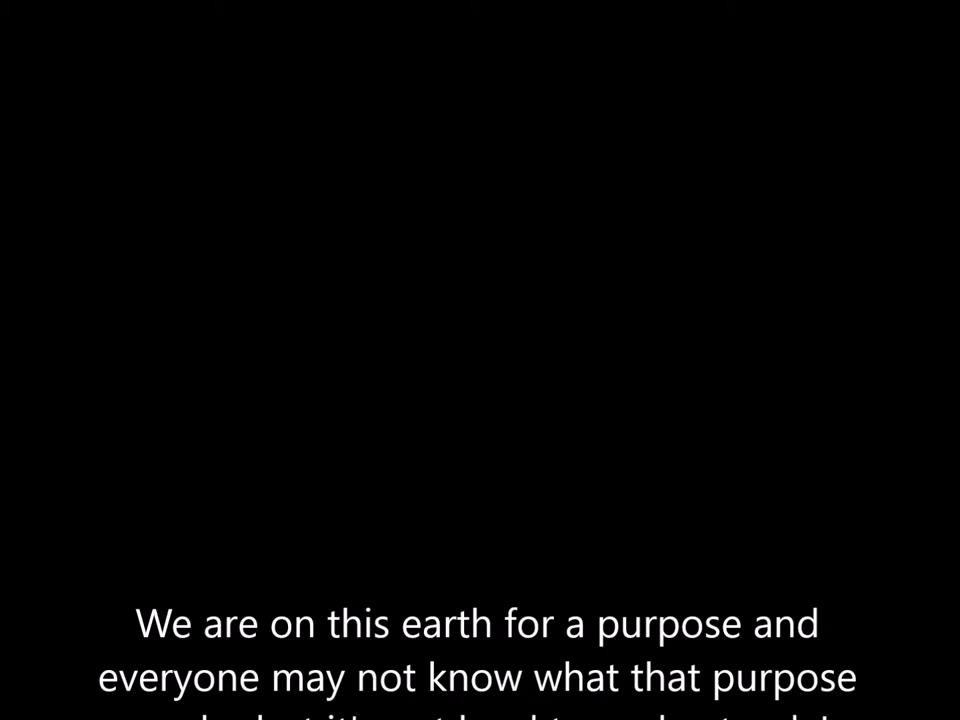 We are on this earth for a purpose and
everyone may not know what that purpose